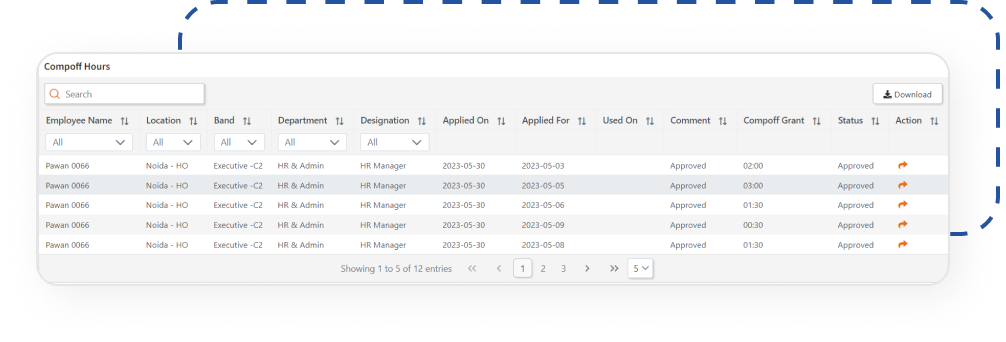 Compoff Hours
Search
Download
Employee Name Location Band Department Designation Applied On Applied For Used On Comment Compoff Grant Status Action
All All All All All
Pawan 0066 Noida - HO Executive -C2 HR & Admin HR Manager 2023-05-30 2023-05-03 Approved 02:00 Approved
Pawan 0066 Noida - HO Executive -C2 HR & Admin HR Manager 2023-05-30 2023-05-05 Approved 03:00 Approved
Pawan 0066 Noida - HO Executive -C2 HR & Admin HR Manager 2023-05-30 2023-05-06 Approved 01:30 Approved
Pawan 0066 Noida - HO Executive -C2 HR & Admin HR Manager 2023-05-30 2023-05-09 Approved 00:30 Approved
Pawan 0066 Noida - HO Executive -C2 HR & Admin HR Manager 2023-05-30 2023-05-08 Approved 01:30 Approved
Showing 1 to 5 of 12 entries 1 2 3 5